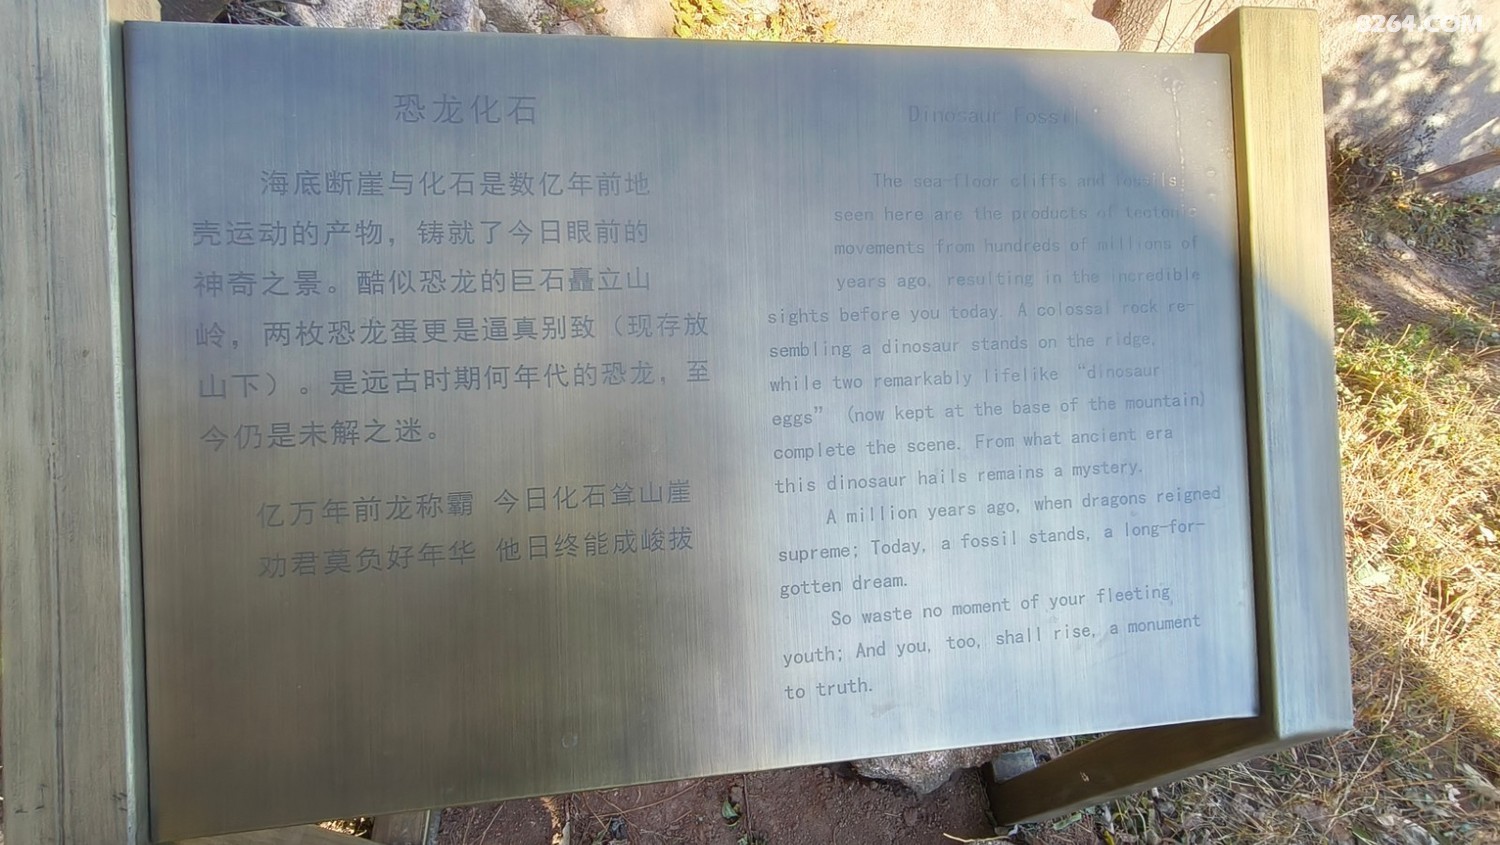 8264.COM
恐龙化石
海底断崖与化石是数亿年前地
壳运动的产物，铸就了今日眼前的
神奇之景。酷似恐龙的巨石矗立山
岭，两枚恐龙蛋更是逼真别致（现存放
山下）。是远古时期何年代的恐龙，至
今仍是未解之迷。
亿万年前龙称霸 今日化石耸山崖
劝君莫负好年华 他日终能成峻拔
Dinosaur Fossil
The sea-floor cliffs and fossils
seen here are the products of tectonic
movements from hundreds of millions of
years ago, resulting in the incredible
sights before you today. A colossal rock re-
sembling a dinosaur stands on the ridge,
while two remarkably lifelike “dinosaur
eggs” (now kept at the base of the mountain)
complete the scene. From what ancient era
this dinosaur hails remains a mystery.
A million years ago, when dragons reigned
supreme; Today, a fossil stands, a long-for-
gotten dream.
So waste no moment of your fleeting
youth; And you, too, shall rise, a monument
to truth.